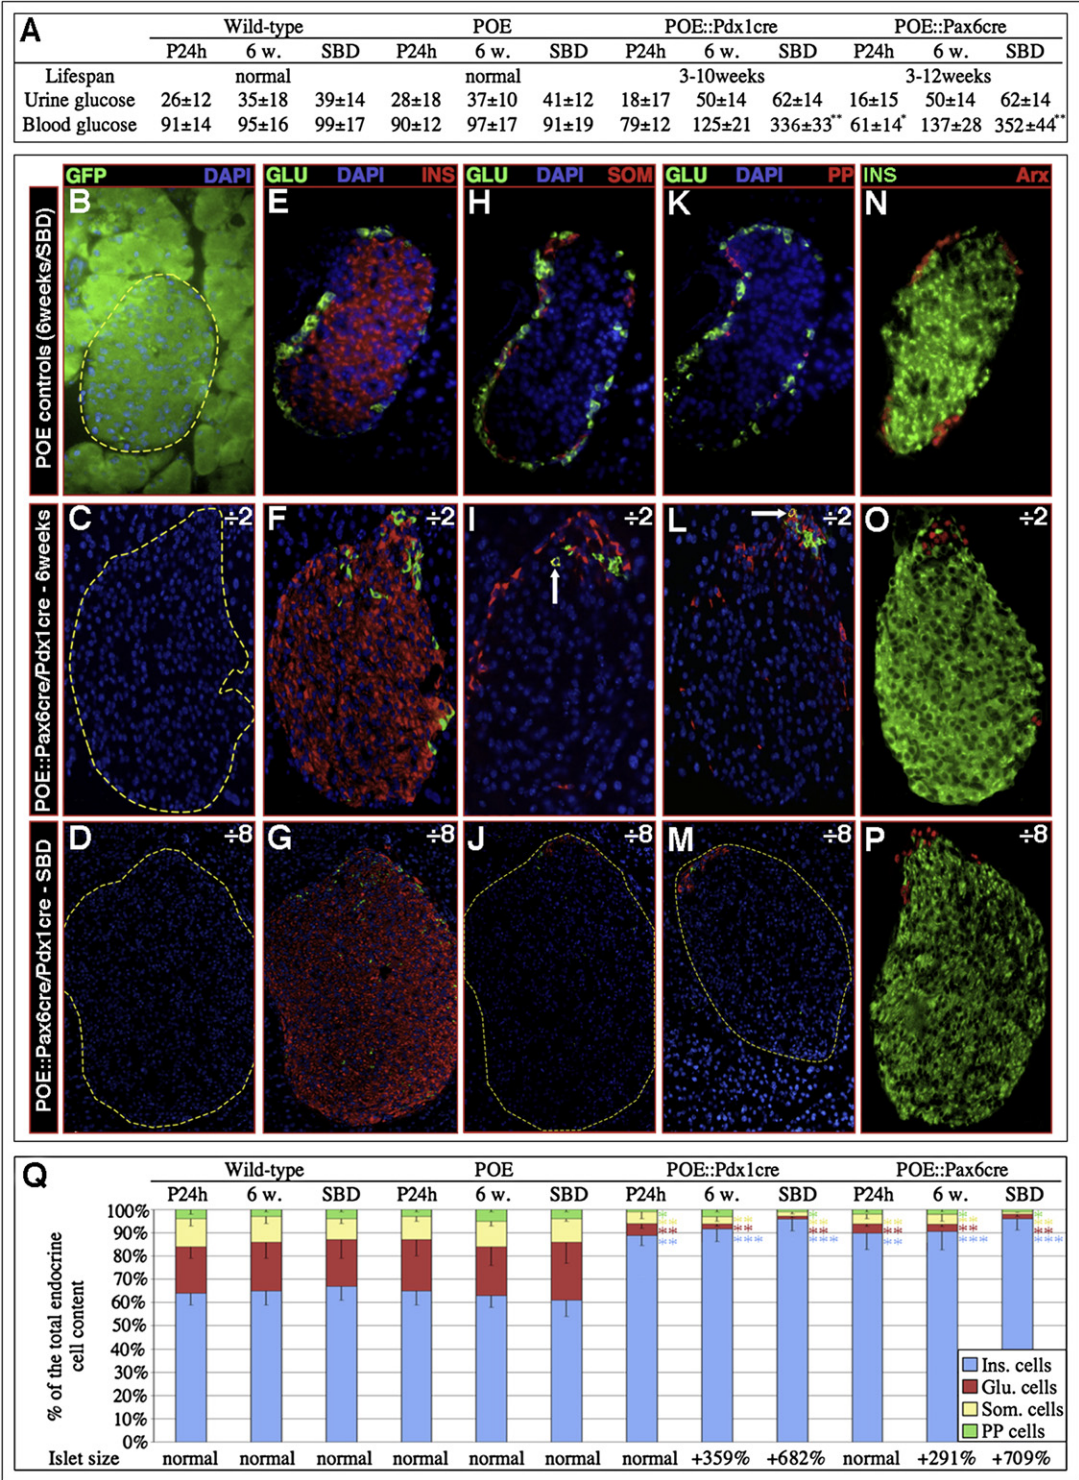 A
Wild-type POE POE::Pdx1cre POE::Pax6cre
P24h 6 w. SBD P24h 6 w. SBD P24h 6 w. SBD P24h 6 w. SBD
Lifespan normal normal 3-10weeks 3-12weeks
Urine glucose 26±12 35±18 39±14 28±18 37±10 41±12 18±17 50±14 62±14 16±15 50±14 62±14
Blood glucose 91±14 95±16 99±17 90±12 97±17 91±19 79±12 125±21 336±33** 61±14* 137±28 352±44**
GFP DAPI GLU DAPI INS GLU DAPI SOM GLU DAPI PP INS Arx
POE controls (6weeks/SBD)
B E H K N
POE::Pax6cre/Pdx1cre - 6weeks
C ÷2 F ÷2 I ÷2 L ÷2 O ÷2
POE::Pax6cre/Pdx1cre - SBD
D ÷8 G ÷8 J ÷8 M ÷8 P ÷8
Q
Wild-type POE POE::Pdx1cre POE::Pax6cre
P24h 6 w. SBD P24h 6 w. SBD P24h 6 w. SBD P24h 6 w. SBD
% of the total endocrine
cell content
100%
90%
80%
70%
60%
50%
40%
30%
20%
10%
0%
Ins. cells
Glu. cells
Som. cells
PP cells
Islet size normal normal normal normal normal normal normal +359% +682% normal +291% +709%